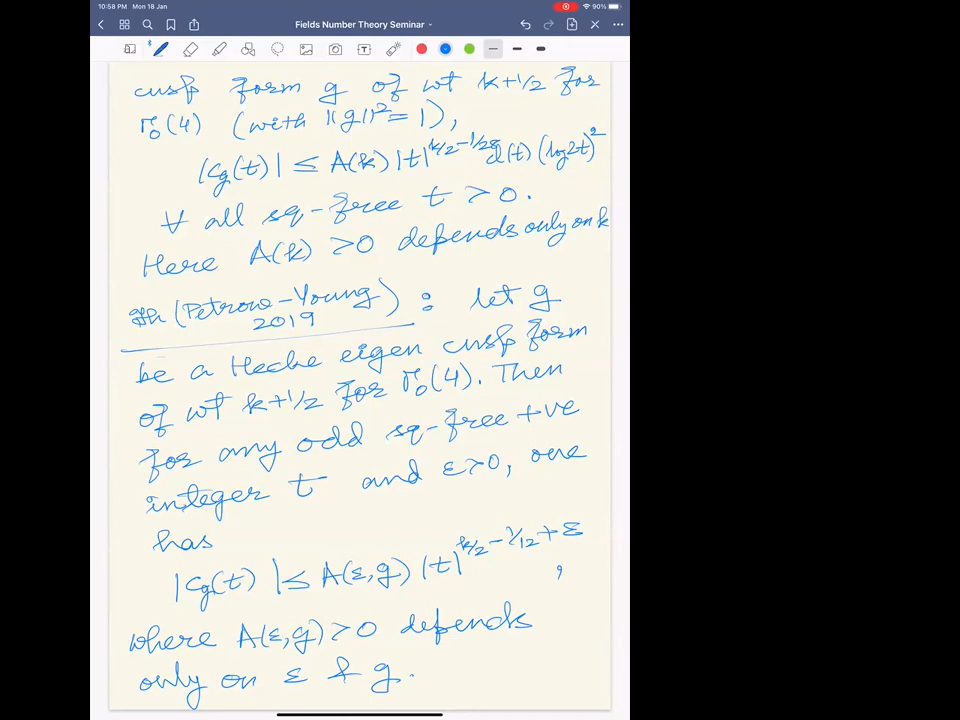 10:58 PM Mon 18 Jan
90%
Fields Number Theory Seminar
cusp form g of wt k+1/2 for
Γ₀(4) (with ||g||² = 1),
|Cg(t)| ≤ A(k) |t|^{k/2 - 1/28} d(t) (log 2t)²
∀ all sq-free t > 0.
Here A(k) > 0 depends only on k
Th (Petrow-Young 2019) : let g
be a Hecke eigen cusp form
of wt k+1/2 for Γ₀(4). Then
for any odd sq-free +ve
integer t and ε>0, one
has
|Cg(t)| ≤ A(ε,g) |t|^{k/2 - 1/12 + ε} ,
where A(ε,g) > 0 depends
only on ε & g.